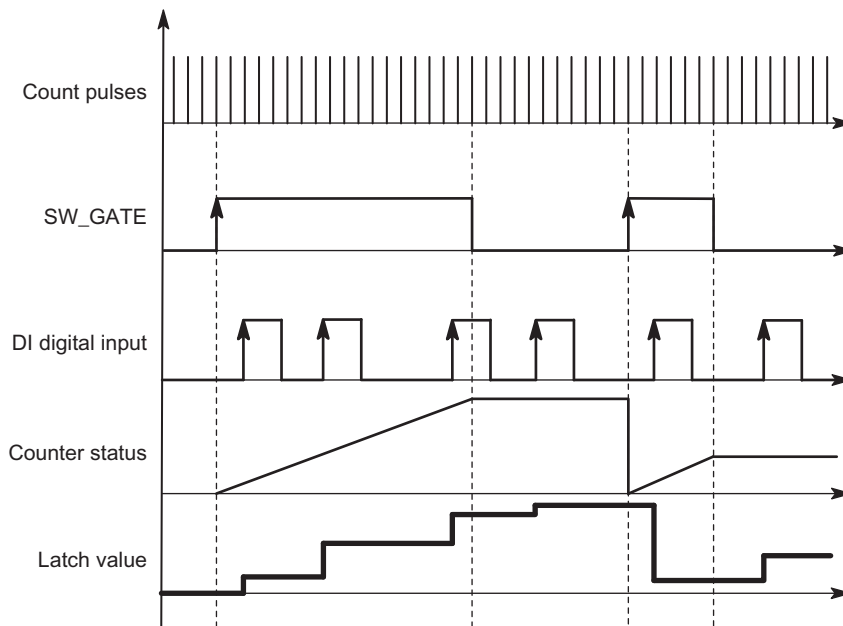 Count pulses
SW_GATE
DI digital input
Counter status
Latch value